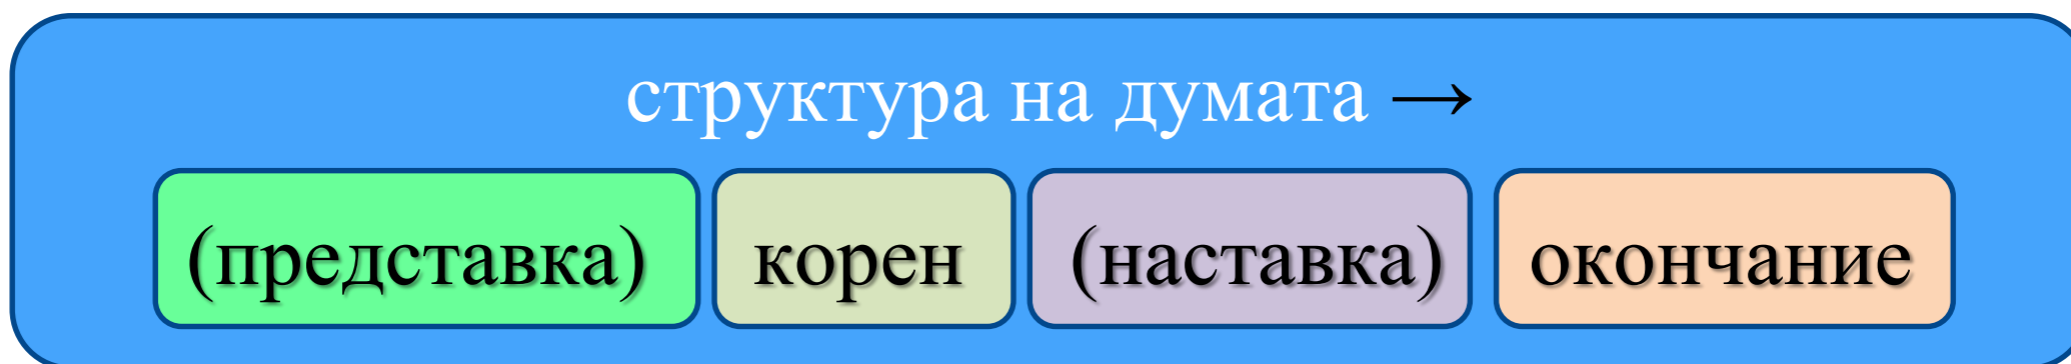 структура на думата →
(представка) корен (наставка) окончание